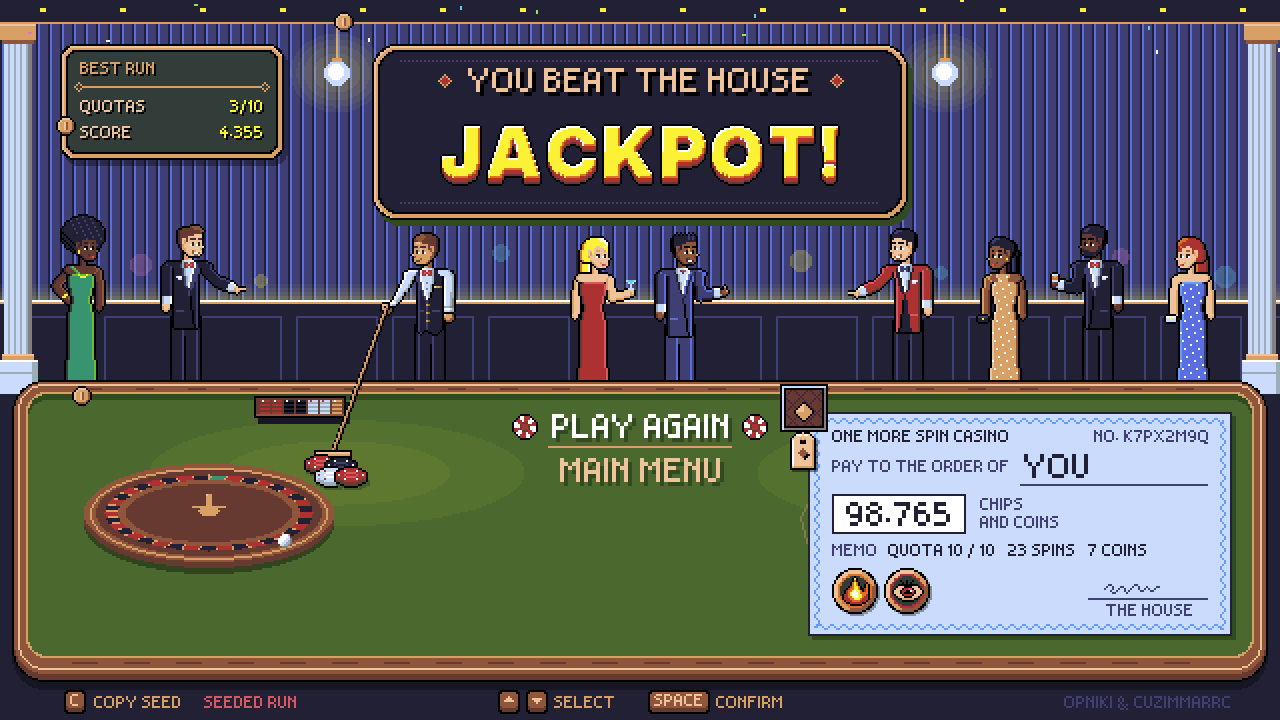 BEST RUN
QUOTAS 3/10
SCORE 4.355
YOU BEAT THE HOUSE
JACKPOT!
PLAY AGAIN
MAIN MENU
ONE MORE SPIN CASINO NO. K7PX2M9Q
PAY TO THE ORDER OF YOU
98.765 CHIPS
AND COINS
MEMO QUOTA 10 / 10 23 SPINS 7 COINS
THE HOUSE
C COPY SEED SEEDED RUN SELECT SPACE CONFIRM OPNIKI & CUZIMMARRC